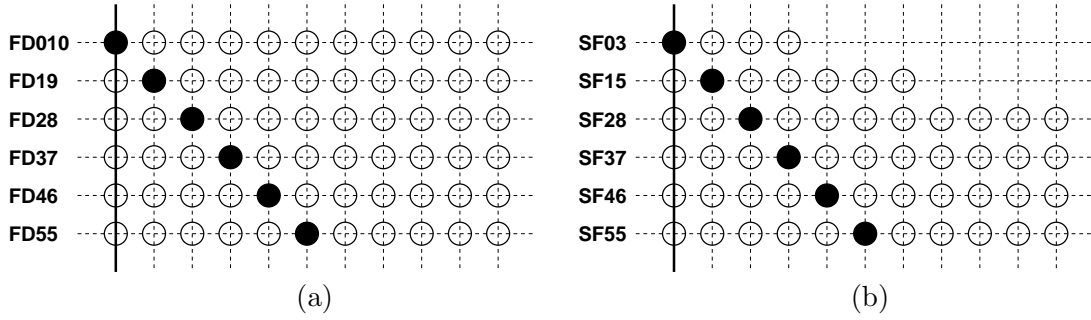 FD010
FD19
FD28
FD37
FD46
FD55
(a)
SF03
SF15
SF28
SF37
SF46
SF55
(b)